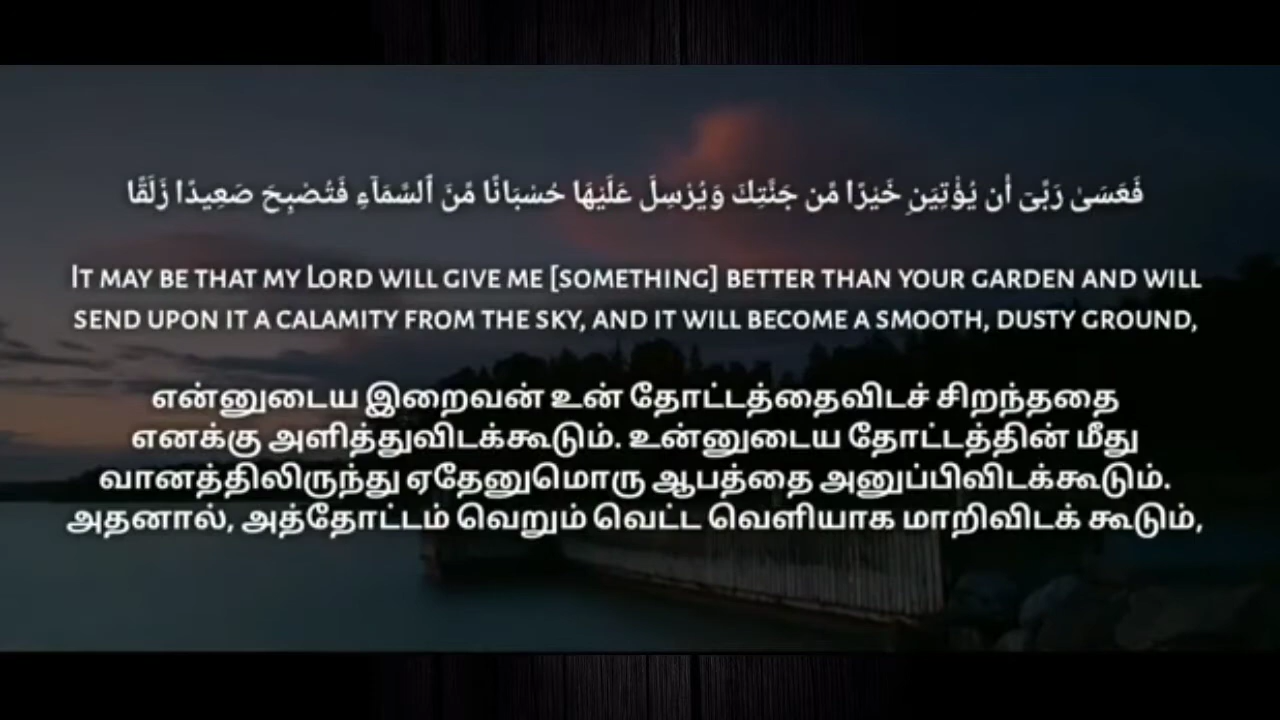 فَعَسَىٰ رَبِّىٓ أَن يُؤْتِيَنِ خَيْرًا مِّن جَنَّتِكَ وَيُرْسِلَ عَلَيْهَا حُسْبَانًا مِّنَ ٱلسَّمَآءِ فَتُصْبِحَ صَعِيدًا زَلَقًا
It may be that my Lord will give me [something] better than your garden and will
send upon it a calamity from the sky, and it will become a smooth, dusty ground,
என்னுடைய இறைவன் உன் தோட்டத்தைவிடச் சிறந்ததை
எனக்கு அளித்துவிடக்கூடும். உன்னுடைய தோட்டத்தின் மீது
வானத்திலிருந்து ஏதேனுமொரு ஆபத்தை அனுப்பிவிடக்கூடும்.
அதனால், அத்தோட்டம் வெறும் வெட்ட வெளியாக மாறிவிடக் கூடும்,